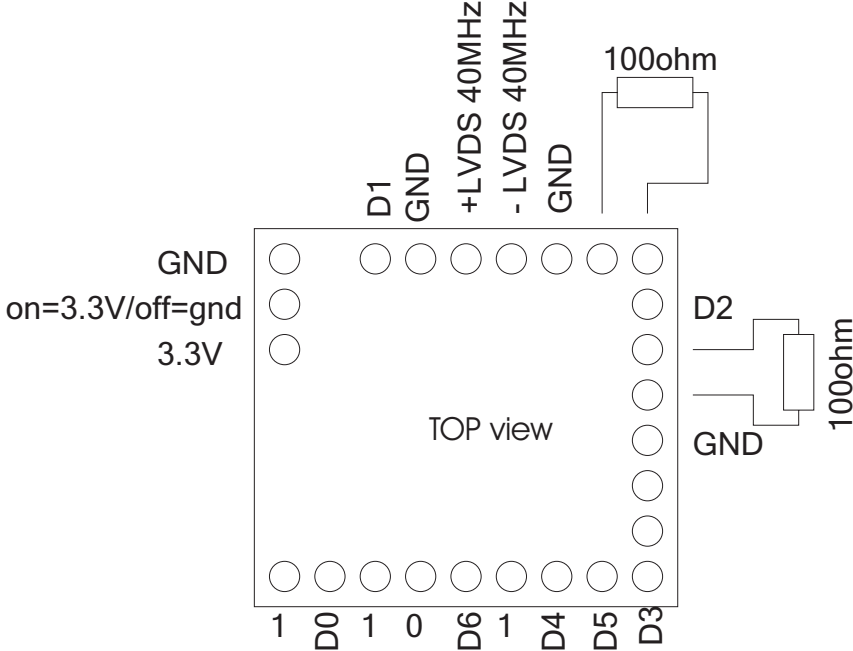 100ohm
D1
GND
+LVDS 40MHz
- LVDS 40MHz
GND
GND
on=3.3V/off=gnd
3.3V
D2
100ohm
GND
TOP view
1
D0
1
0
D6
1
D4
D5
D3